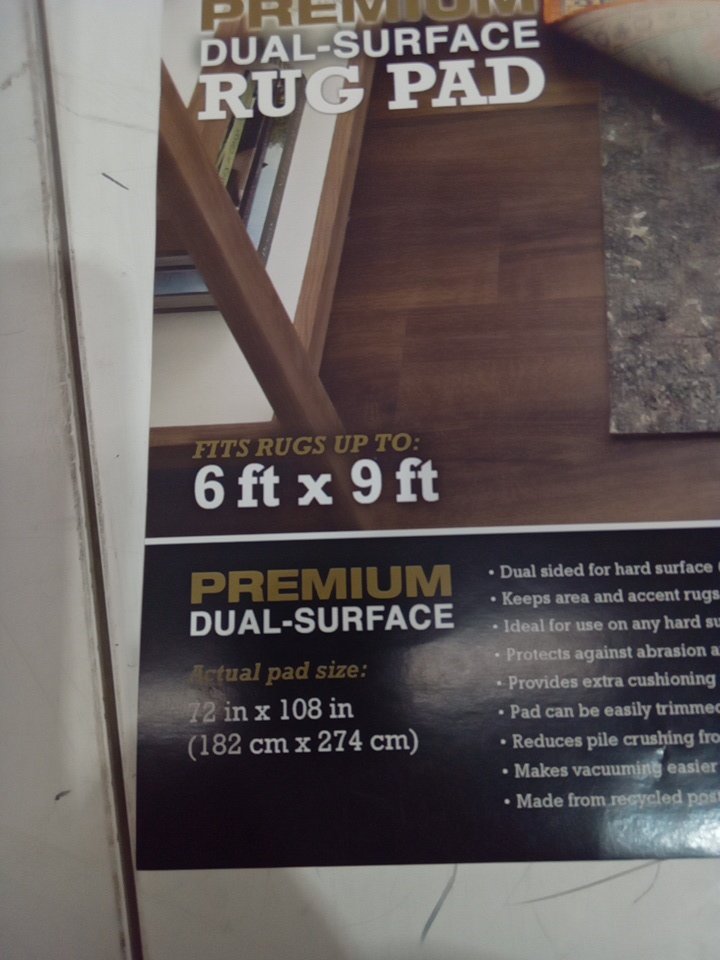 PREMIUM
DUAL-SURFACE
RUG PAD
FITS RUGS UP TO:
6 ft x 9 ft
PREMIUM
DUAL-SURFACE
Actual pad size:
72 in x 108 in
(182 cm x 274 cm)
• Dual sided for hard surface
• Keeps area and accent rugs
• Ideal for use on any hard
• Protects against abrasion
• Provides extra cushioning
• Pad can be easily trimmed
• Reduces pile crushing
• Makes vacuuming easier
• Made from recycled